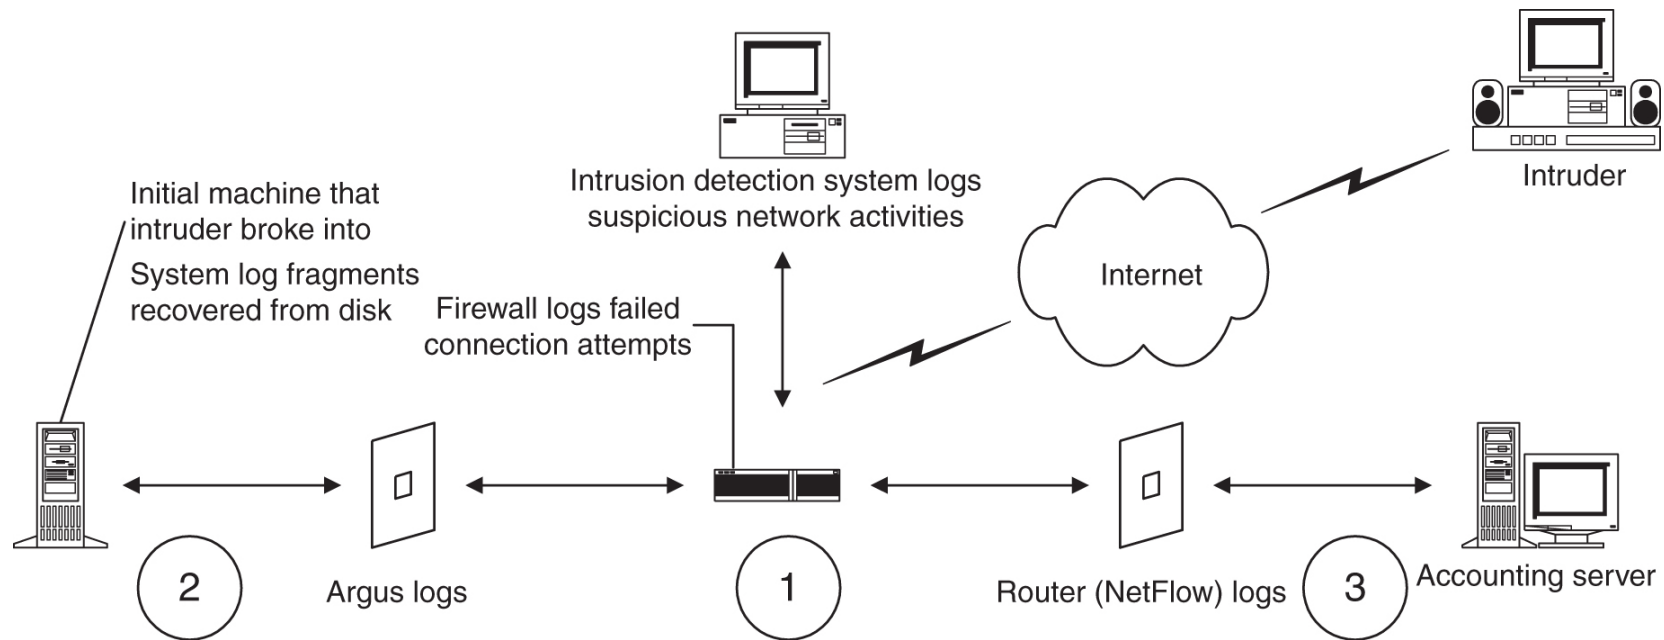 Intruder
Intrusion detection system logs
suspicious network activities
Initial machine that
intruder broke into
System log fragments
recovered from disk
Firewall logs failed
connection attempts
Internet
2
Argus logs
1
Router (NetFlow) logs
3
Accounting server